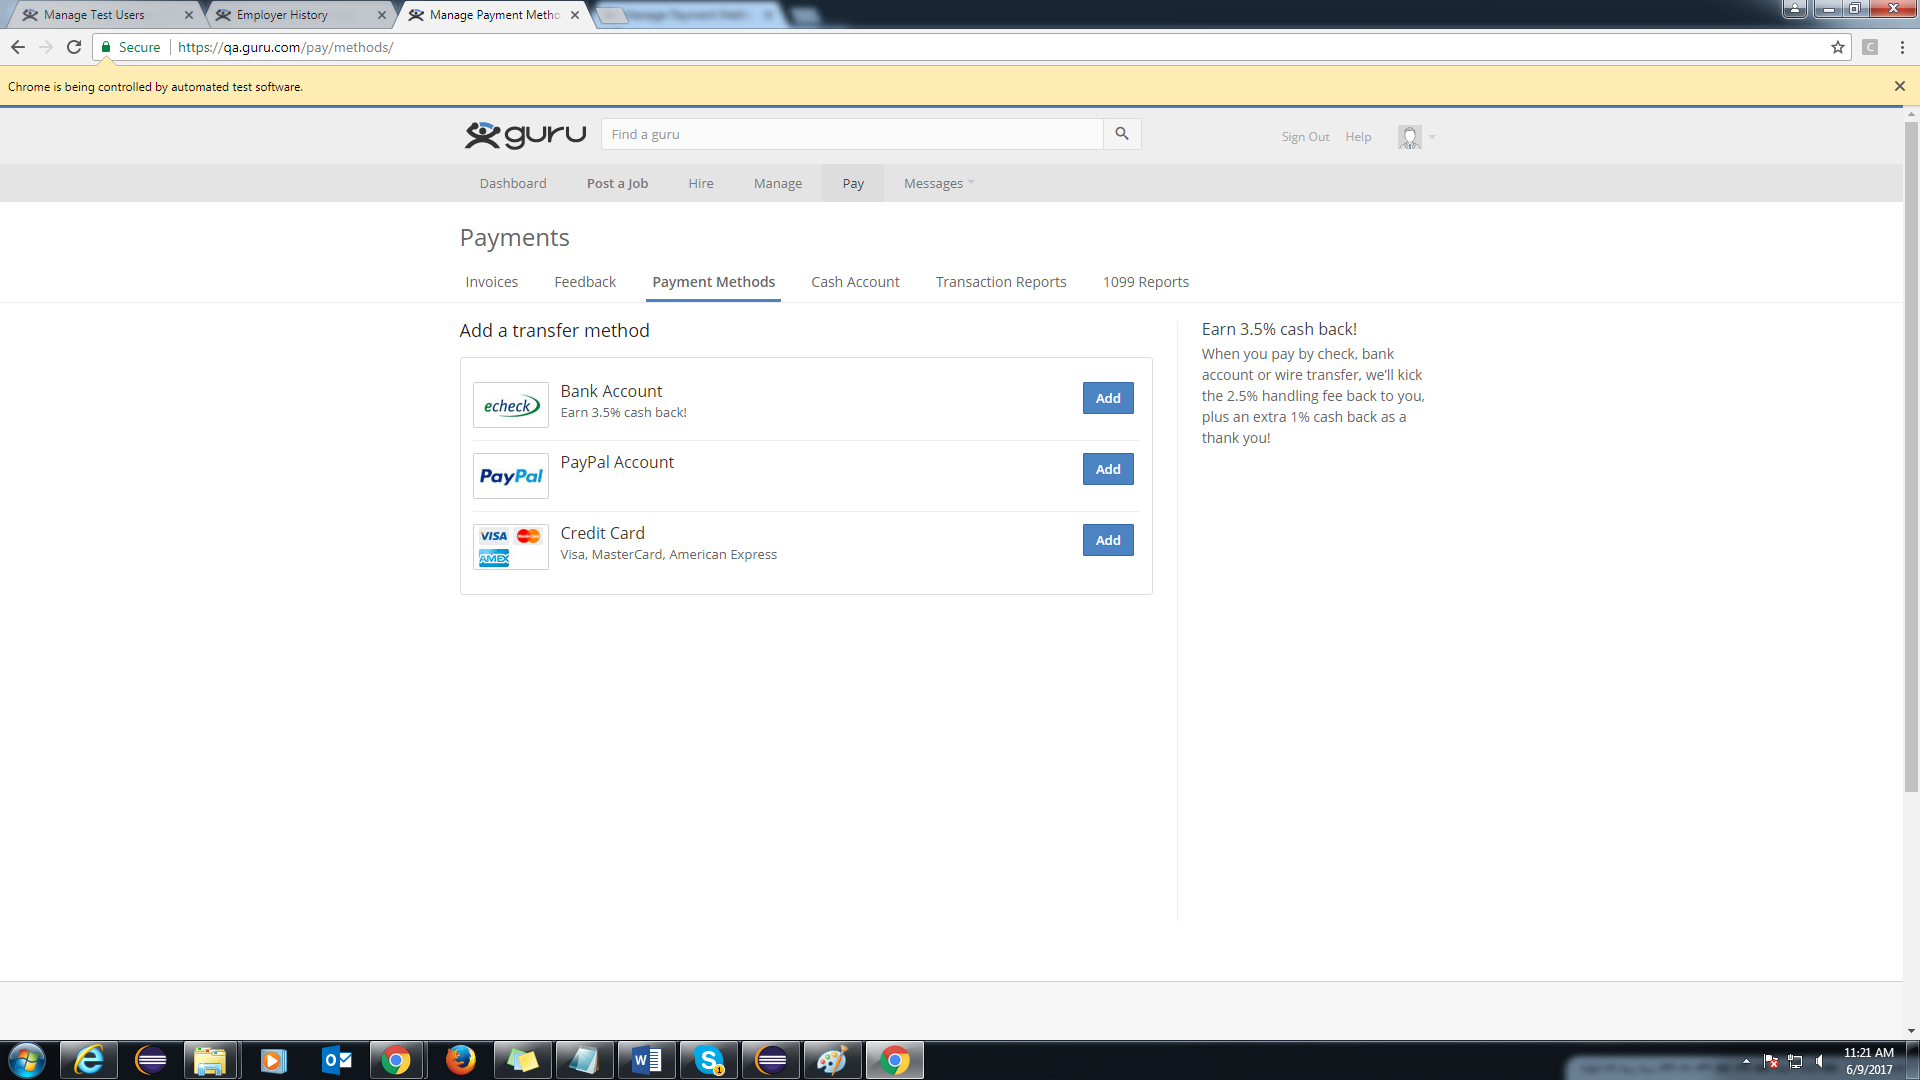 Manage Test Users
Employer History
Manage Payment Metho
Secure
https://qa.guru.com/pay/methods/
C
Chrome is being controlled by automated test software.
guru
Find a guru
Sign Out
Help
Dashboard
Post a Job
Hire
Manage
Pay
Messages
Payments
Invoices
Feedback
Payment Methods
Cash Account
Transaction Reports
1099 Reports
Add a transfer method
echeck
Bank Account
Earn 3.5% cash back!
Add
PayPal
PayPal Account
Add
VISA
MasterCard
AMEX
Credit Card
Visa, MasterCard, American Express
Add
Earn 3.5% cash back!
When you pay by check, bank
account or wire transfer, we'll kick
the 2.5% handling fee back to you,
plus an extra 1% cash back as a
thank you!
11:21 AM
6/9/2017